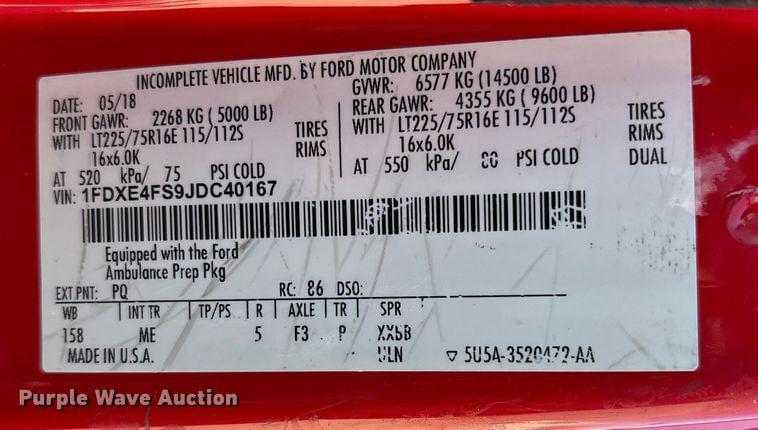 INCOMPLETE VEHICLE MFD. BY FORD MOTOR COMPANY
DATE: 05/18 GVWR: 6577 KG (14500 LB)
FRONT GAWR: 2268 KG ( 5000 LB) REAR GAWR: 4355 KG ( 9600 LB)
WITH LT225/75R16E 115/112S TIRES WITH LT225/75R16E 115/112S TIRES
16x6.0K RIMS 16x6.0K RIMS
AT 520 kPa/ 75 PSI COLD AT 550 kPa/ 80 PSI COLD DUAL
VIN: 1FDXE4FS9JDC40167
Equipped with the Ford
Ambulance Prep Pkg
EXT PNT: PQ RC: 86 DSO:
WB INT TR TP/PS R AXLE TR SPR
158 ME 5 F3 P
MADE IN U.S.A. ULN ▽ 5U5A-3520472-AA
Purple Wave Auction